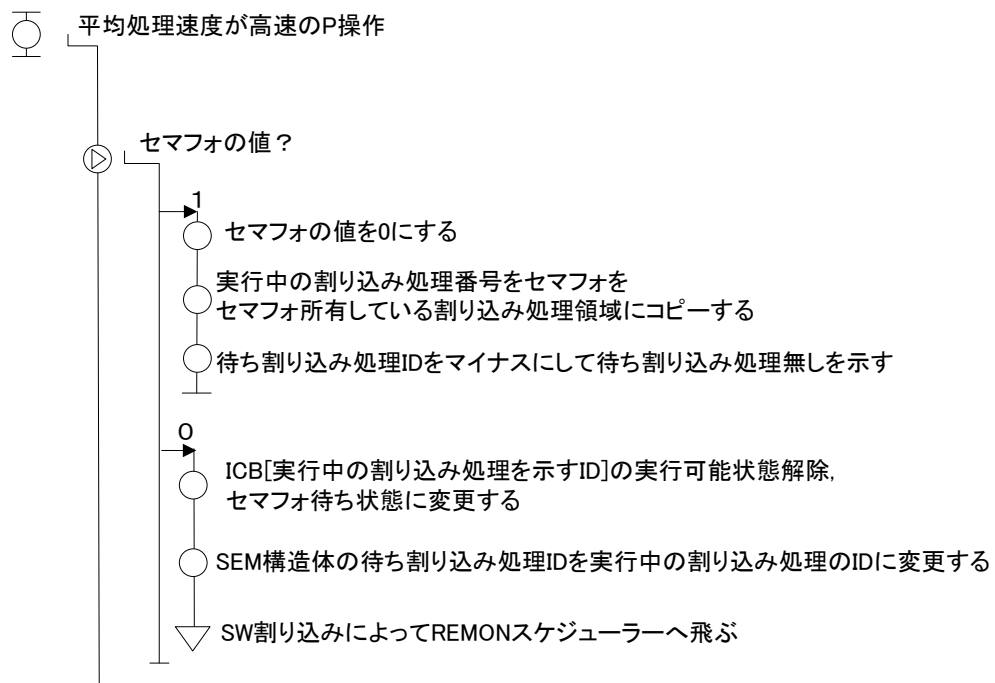 平均処理速度が高速のP操作
セマフォの値？
1
セマフォの値を0にする
実行中の割り込み処理番号をセマフォを
セマフォ所有している割り込み処理領域にコピーする
待ち割り込み処理IDをマイナスにして待ち割り込み処理無しを示す
0
ICB[実行中の割り込み処理を示すID]の実行可能状態解除,
セマフォ待ち状態に変更する
SEM構造体の待ち割り込み処理IDを実行中の割り込み処理のIDに変更する
SW割り込みによってREMONスケジューラーへ飛ぶ